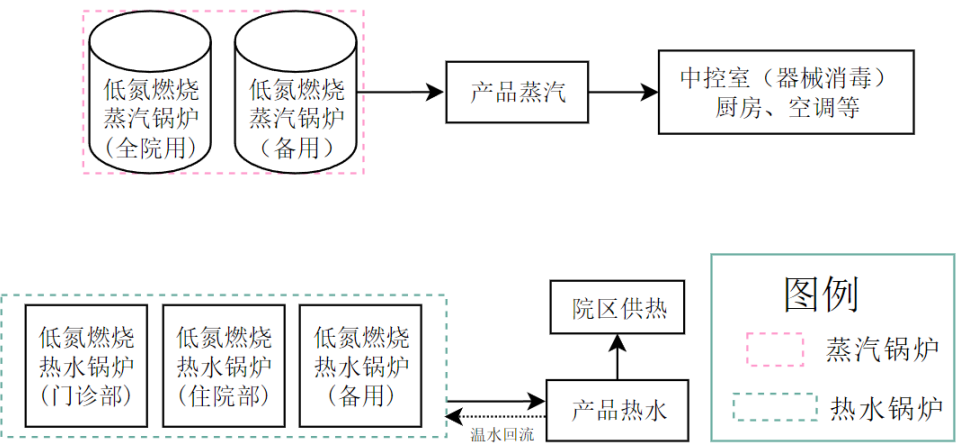 低氮燃烧
蒸汽锅炉
(全院用)
低氮燃烧
蒸汽锅炉
（备用）
产品蒸汽
中控室（器械消毒）
厨房、空调等
低氮燃烧
热水锅炉
(门诊部)
低氮燃烧
热水锅炉
(住院部)
低氮燃烧
热水锅炉
(备用)
院区供热
产品热水
温水回流
图例
蒸汽锅炉
热水锅炉